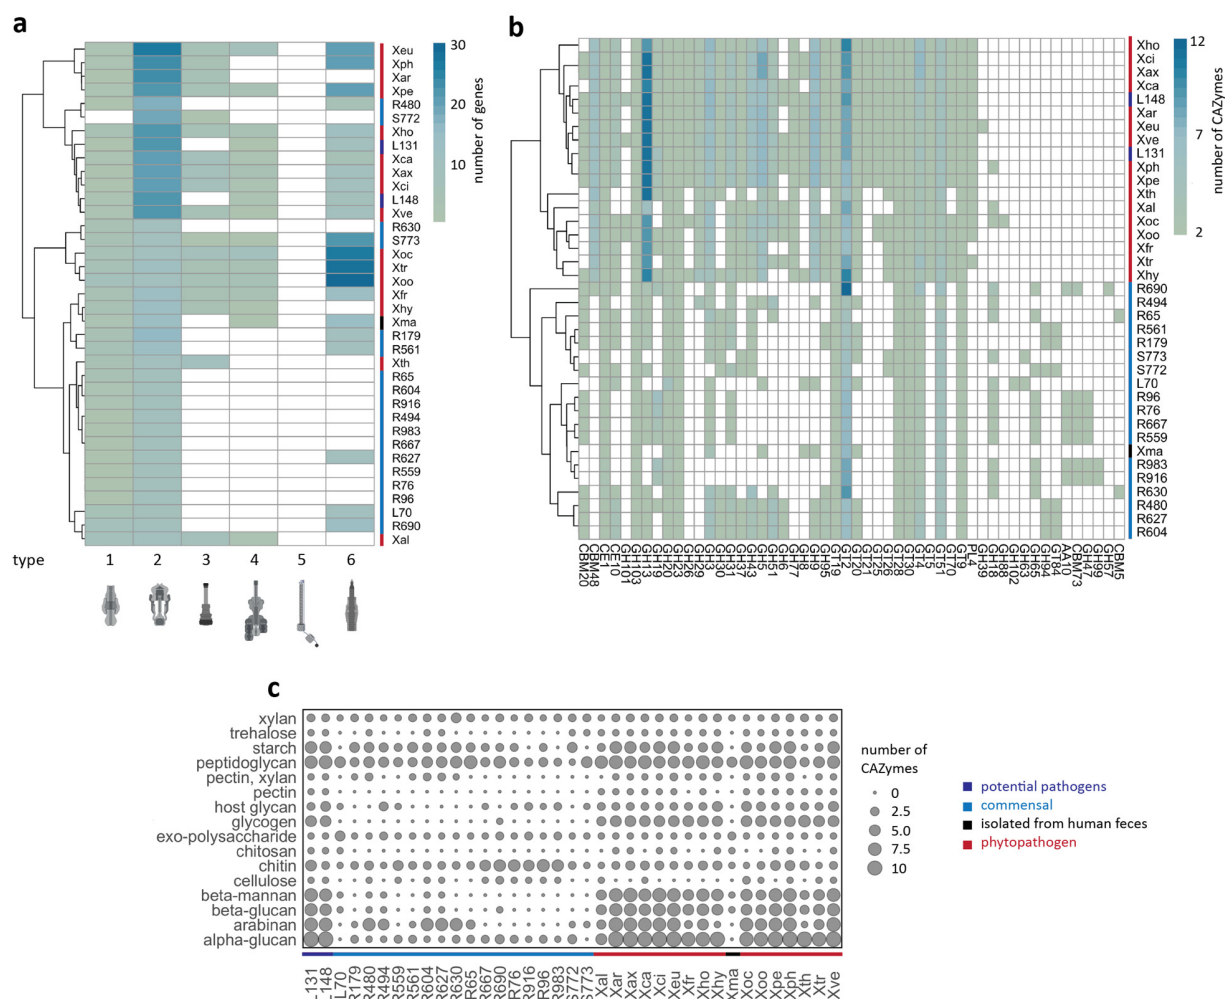 a
Xeu
Xph
Xar
Xpe
R480
S772
Xho
L131
Xca
Xax
Xci
L148
Xve
R630
S773
Xoc
Xtr
Xoo
Xfr
Xhy
Xma
R179
R561
Xth
R65
R604
R916
R494
R983
R667
R627
R559
R76
R96
L70
R690
Xal
30
20
10
number of genes
type 1 2 3 4 5 6
b
Xho
Xci
Xax
Xca
L148
Xar
Xeu
Xve
L131
Xph
Xpe
Xth
Xal
Xoc
Xoo
Xfr
Xtr
Xhy
R690
R494
R65
R561
R179
S773
S772
L70
R96
R76
R667
R559
Xma
R983
R916
R630
R480
R627
R604
12
7
2
number of CAZymes
CBM20
CBM48
CE1
CE10
GH101
GH103
GH13
GH20
GH23
GH26
GH29
GH3
GH30
GH31
GH37
GH43
GH5
GH51
GH6
GH77
GH8
GH9
GH95
GT19
GT2
GT20
GT21
GT25
GT26
GT28
GT30
GT4
GT5
GT51
GT70
GT9
PL4
GH39
GH18
GH88
GH102
GH63
GH65
GH94
GT84
AA10
CBM73
GH47
GH99
GH57
CBM5
c
xylan
trehalose
starch
peptidoglycan
pectin, xylan
pectin
host glycan
glycogen
exo-polysaccharide
chitosan
chitin
cellulose
beta-mannan
beta-glucan
arabinan
alpha-glucan
L70
R179
R480
R494
R559
R561
R604
R627
R630
R65
R667
R690
R76
R916
R96
R983
S772
S773
Xal
Xar
Xax
Xca
Xci
Xeu
Xfr
Xho
Xhy
Xma
Xoc
Xoo
Xpe
Xph
Xth
Xtr
Xve
number of
CAZymes
0
2.5
5.0
7.5
10
potential pathogens
commensal
isolated from human feces
phytopathogen